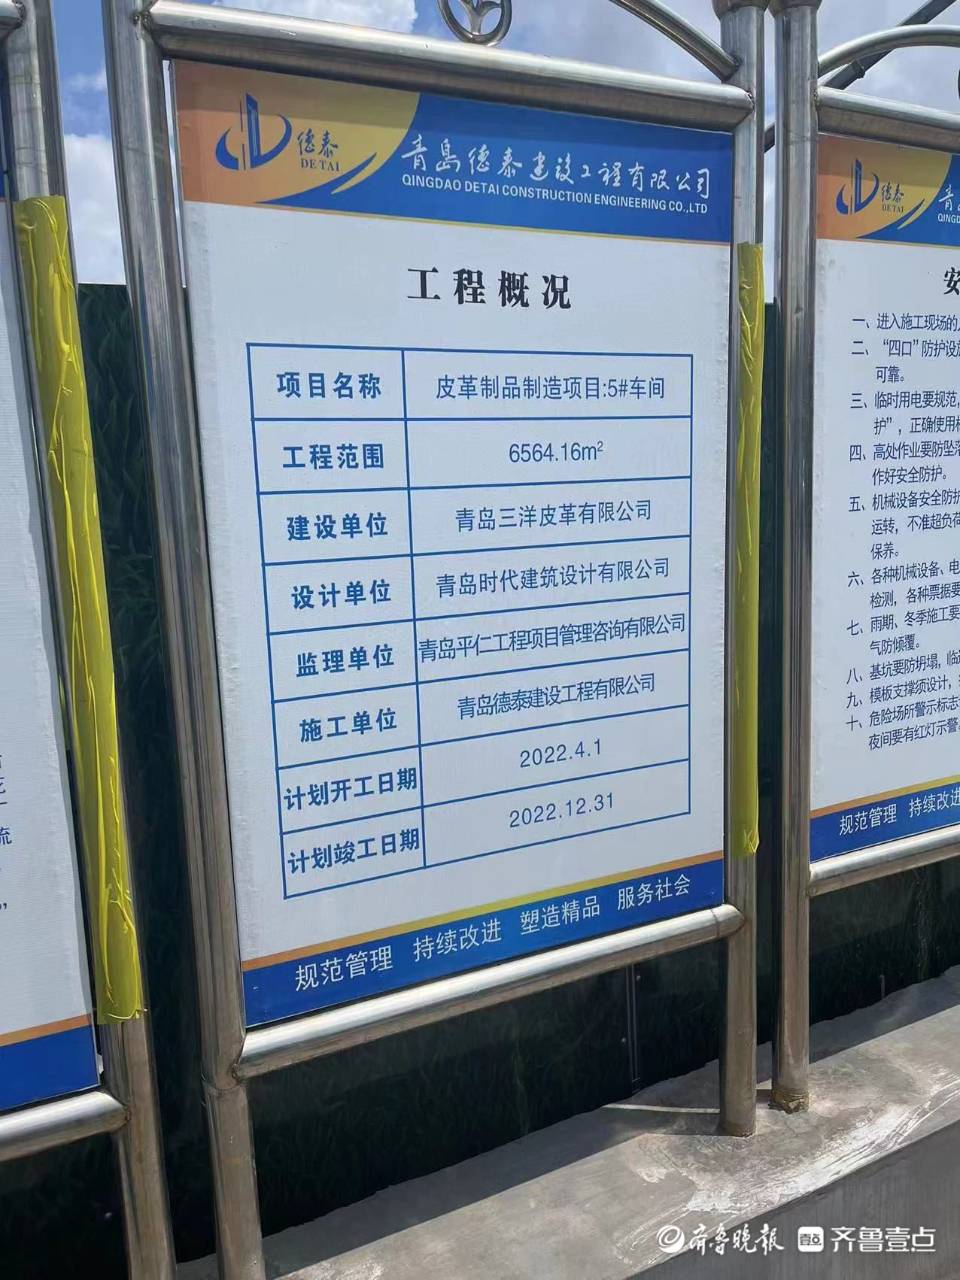 德泰
DE TAI
青岛德泰建设工程有限公司
QINGDAO DETAI CONSTRUCTION ENGINEERING CO.,LTD
工程概况
项目名称 皮革制品制造项目:5#车间
工程范围 6564.16m²
建设单位 青岛三洋皮革有限公司
设计单位 青岛时代建筑设计有限公司
监理单位 青岛平仁工程项目管理咨询有限公司
施工单位 青岛德泰建设工程有限公司
计划开工日期 2022.4.1
计划竣工日期 2022.12.31
规范管理 持续改进 塑造精品 服务社会
德泰
DE TAI
青
QINGD
安
一、进入施工现场的
二、“四口”防护设
可靠。
三、临时用电要规范,
护”,正确使用
四、高处作业要防坠
作好安全防护。
五、机械设备安全防护
运转,不准超负荷
保养。
六、各种机械设备、电
检测,各种票据要
七、雨期、冬季施工要
气防倾覆。
八、基坑要防坍塌,临
九、模板支撑须设计,
十、危险场所警示标志
夜间要有红灯示警
规范管理 持续改进
流
齐鲁晚报 壹点 齐鲁壹点